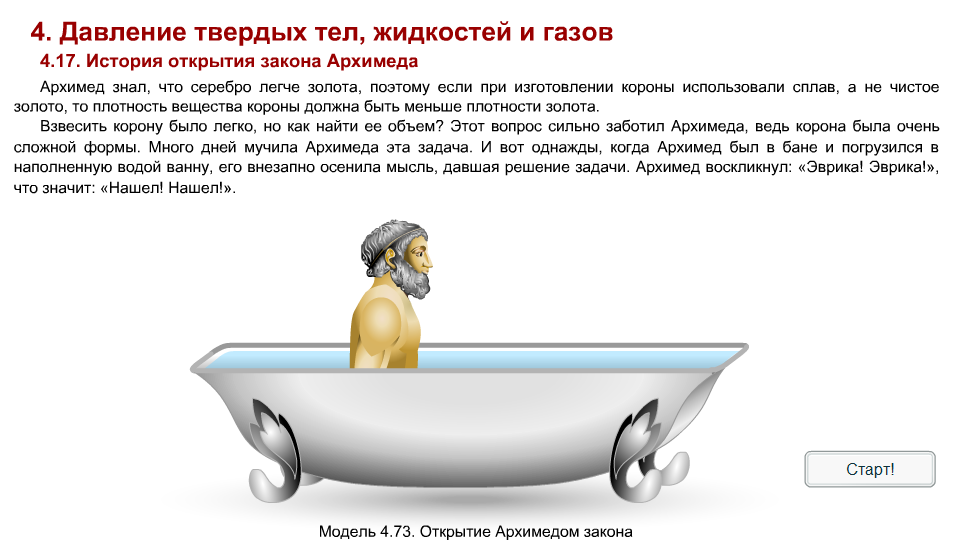 4. Давление твердых тел, жидкостей и газов
4.17. История открытия закона Архимеда
Архимед знал, что серебро легче золота, поэтому если при изготовлении короны использовали сплав, а не чистое
золото, то плотность вещества короны должна быть меньше плотности золота.
Взвесить корону было легко, но как найти ее объем? Этот вопрос сильно заботил Архимеда, ведь корона была очень
сложной формы. Много дней мучила Архимеда эта задача. И вот однажды, когда Архимед был в бане и погрузился в
наполненную водой ванну, его внезапно осенила мысль, давшая решение задачи. Архимед воскликнул: «Эврика! Эврика!»,
что значит: «Нашел! Нашел!».
Старт!
Модель 4.73. Открытие Архимедом закона